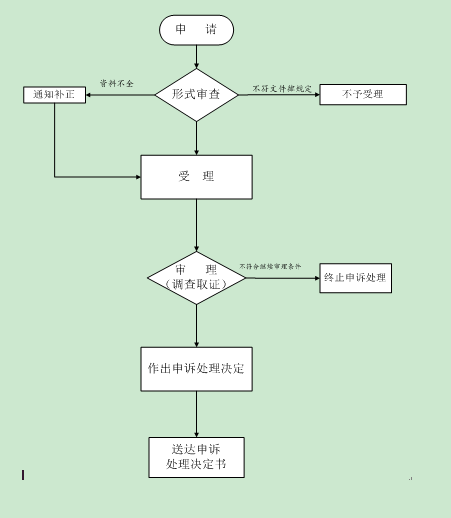 申 请
资料不全
不符文件肂规定
通知补正
形式审查
不予受理
受 理
不符合继续审理条件
审 理
（调查取证）
终止申诉处理
作出申诉处理决定
送达申诉
处理决定书